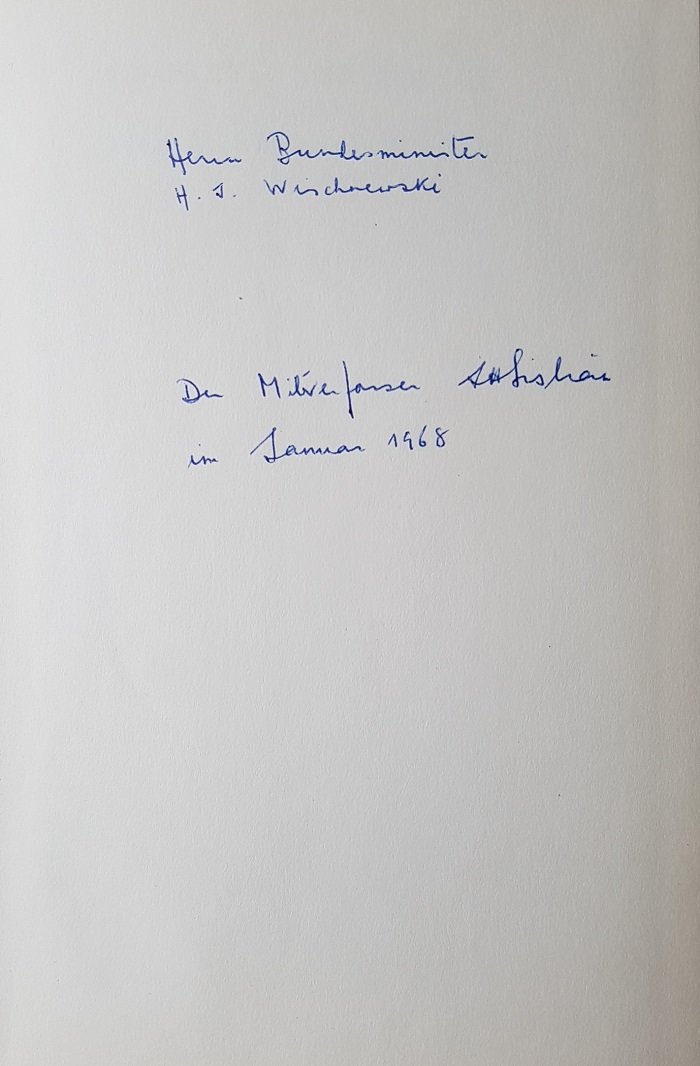 Herrn Bundesminister
H. J. Wischnewski
Der Mitverfasser
im Januar 1968